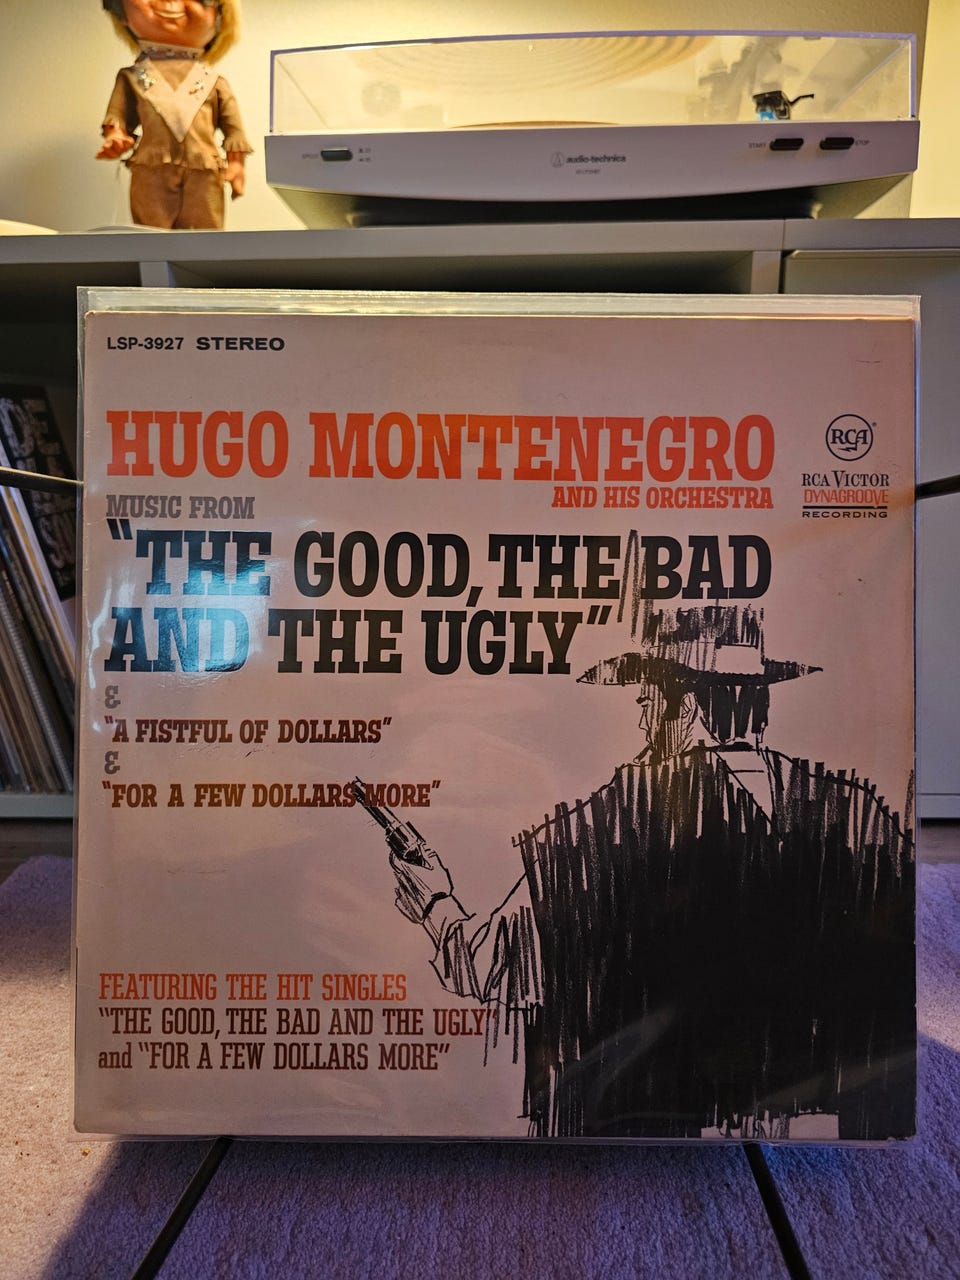 SPEED
START
STOP
audio-technica
LSP-3927 STEREO
HUGO MONTENEGRO
AND HIS ORCHESTRA
RCA
RCA VICTOR
DYNAGROOVE
RECORDING
MUSIC FROM
"THE GOOD, THE BAD
AND THE UGLY"
&
"A FISTFUL OF DOLLARS"
&
"FOR A FEW DOLLARS MORE"
FEATURING THE HIT SINGLES
"THE GOOD, THE BAD AND THE UGLY"
and "FOR A FEW DOLLARS MORE"